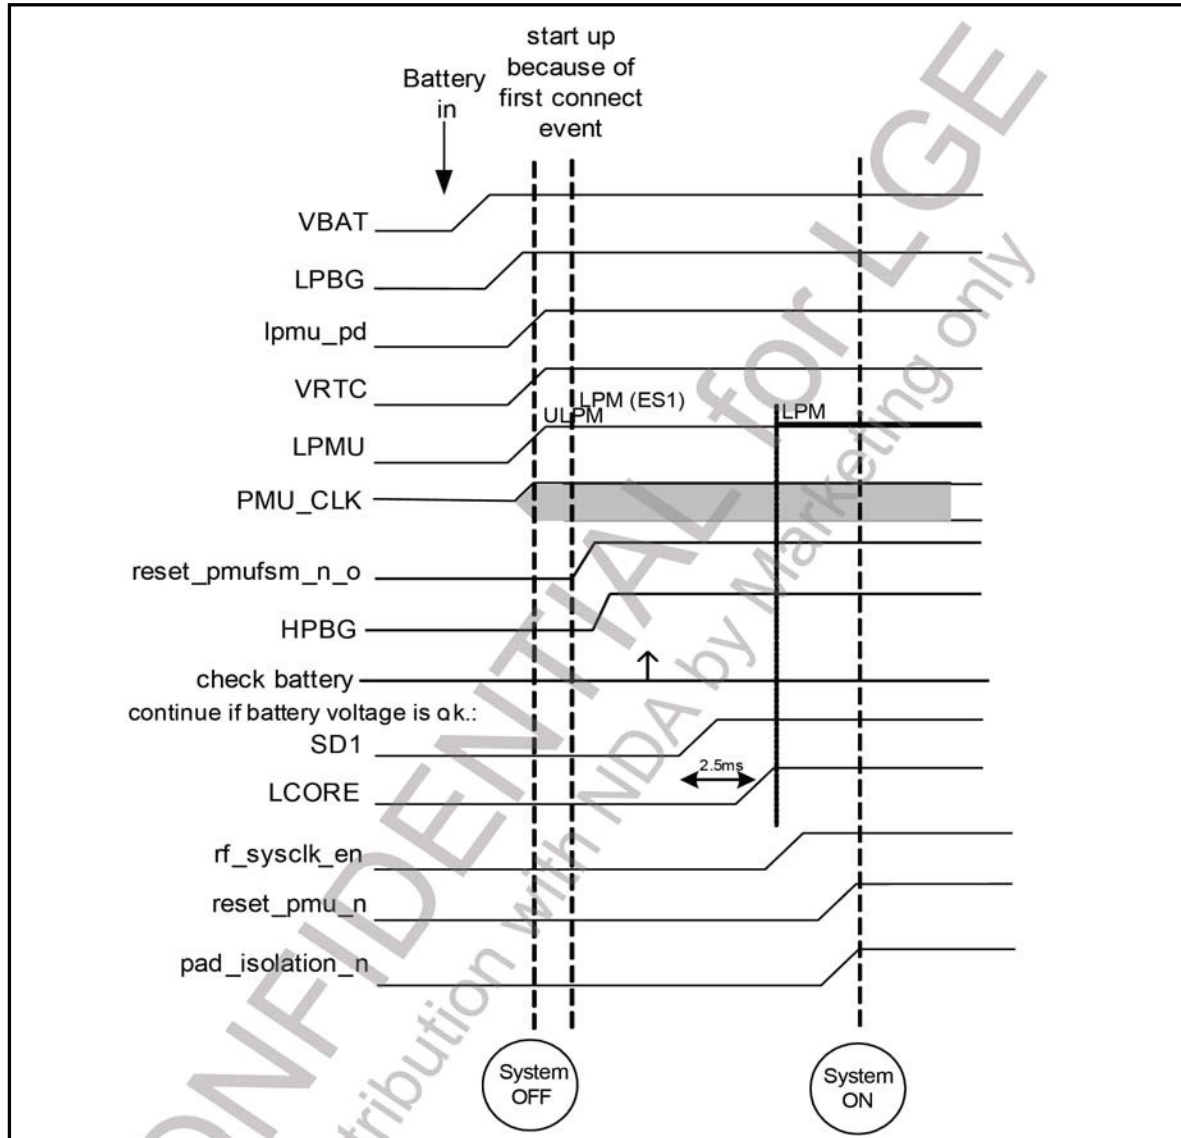 start up
because of
first connect
event
Battery
in
VBAT
LPBG
lpmu_pd
VRTC
LPM (ES1)
ULPM
LPM
LPMU
PMU_CLK
reset_pmufsm_n_o
HPBG
check battery
continue if battery voltage is ok.:
SD1
2.5ms
LCORE
rf_sysclk_en
reset_pmu_n
pad_isolation_n
System
OFF
System
ON
ONFIDENTIAL for LGE
tribution with NDA by Marketing only